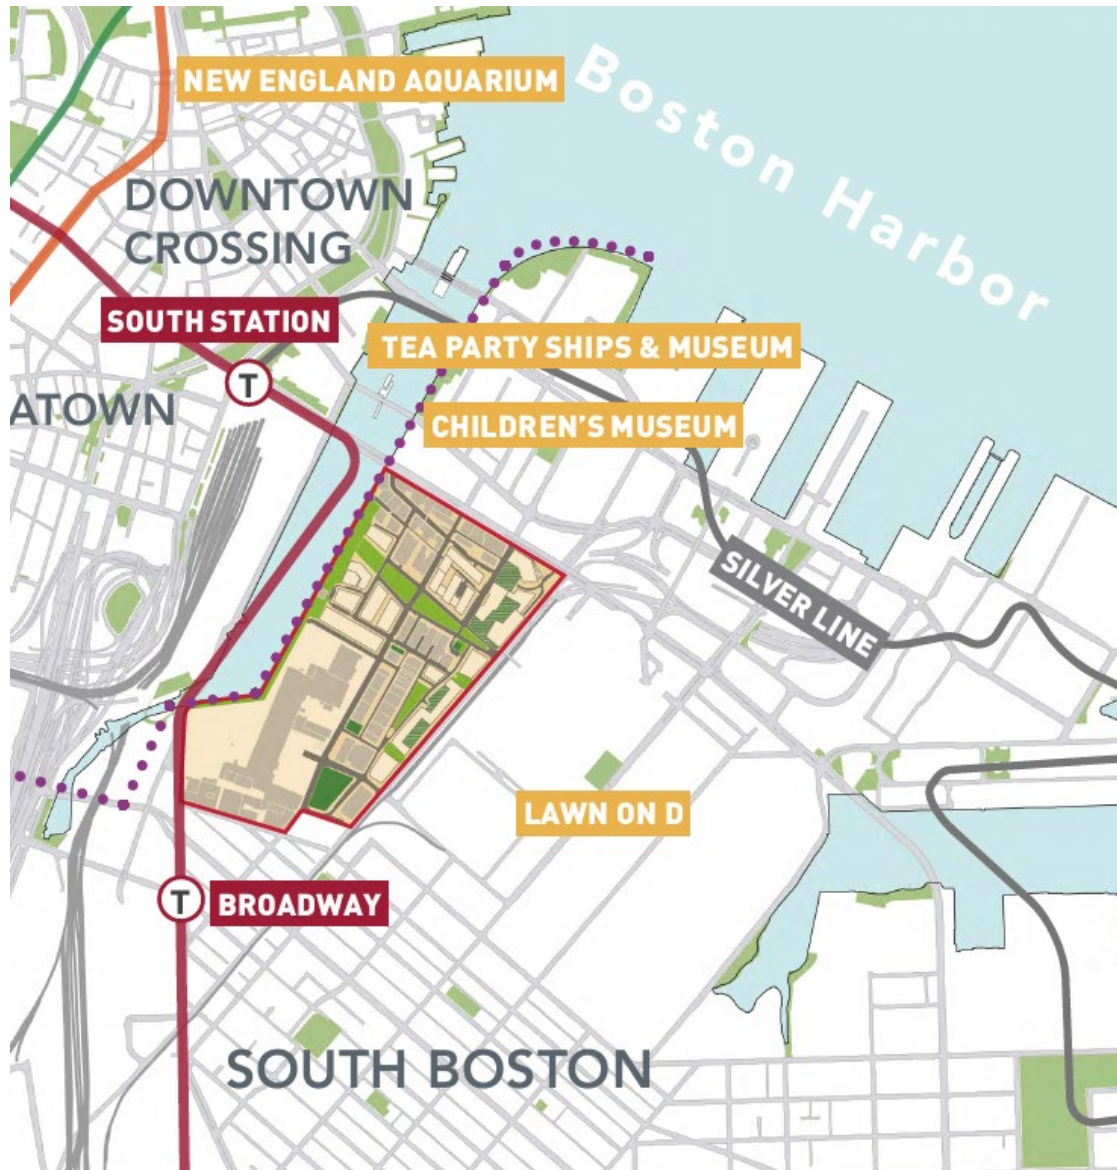 NEW ENGLAND AQUARIUM
Boston Harbor
DOWNTOWN
CROSSING
SOUTH STATION
TEA PARTY SHIPS & MUSEUM
T
ATOWN
CHILDREN'S MUSEUM
SILVER LINE
LAWN ON D
T
BROADWAY
SOUTH BOSTON